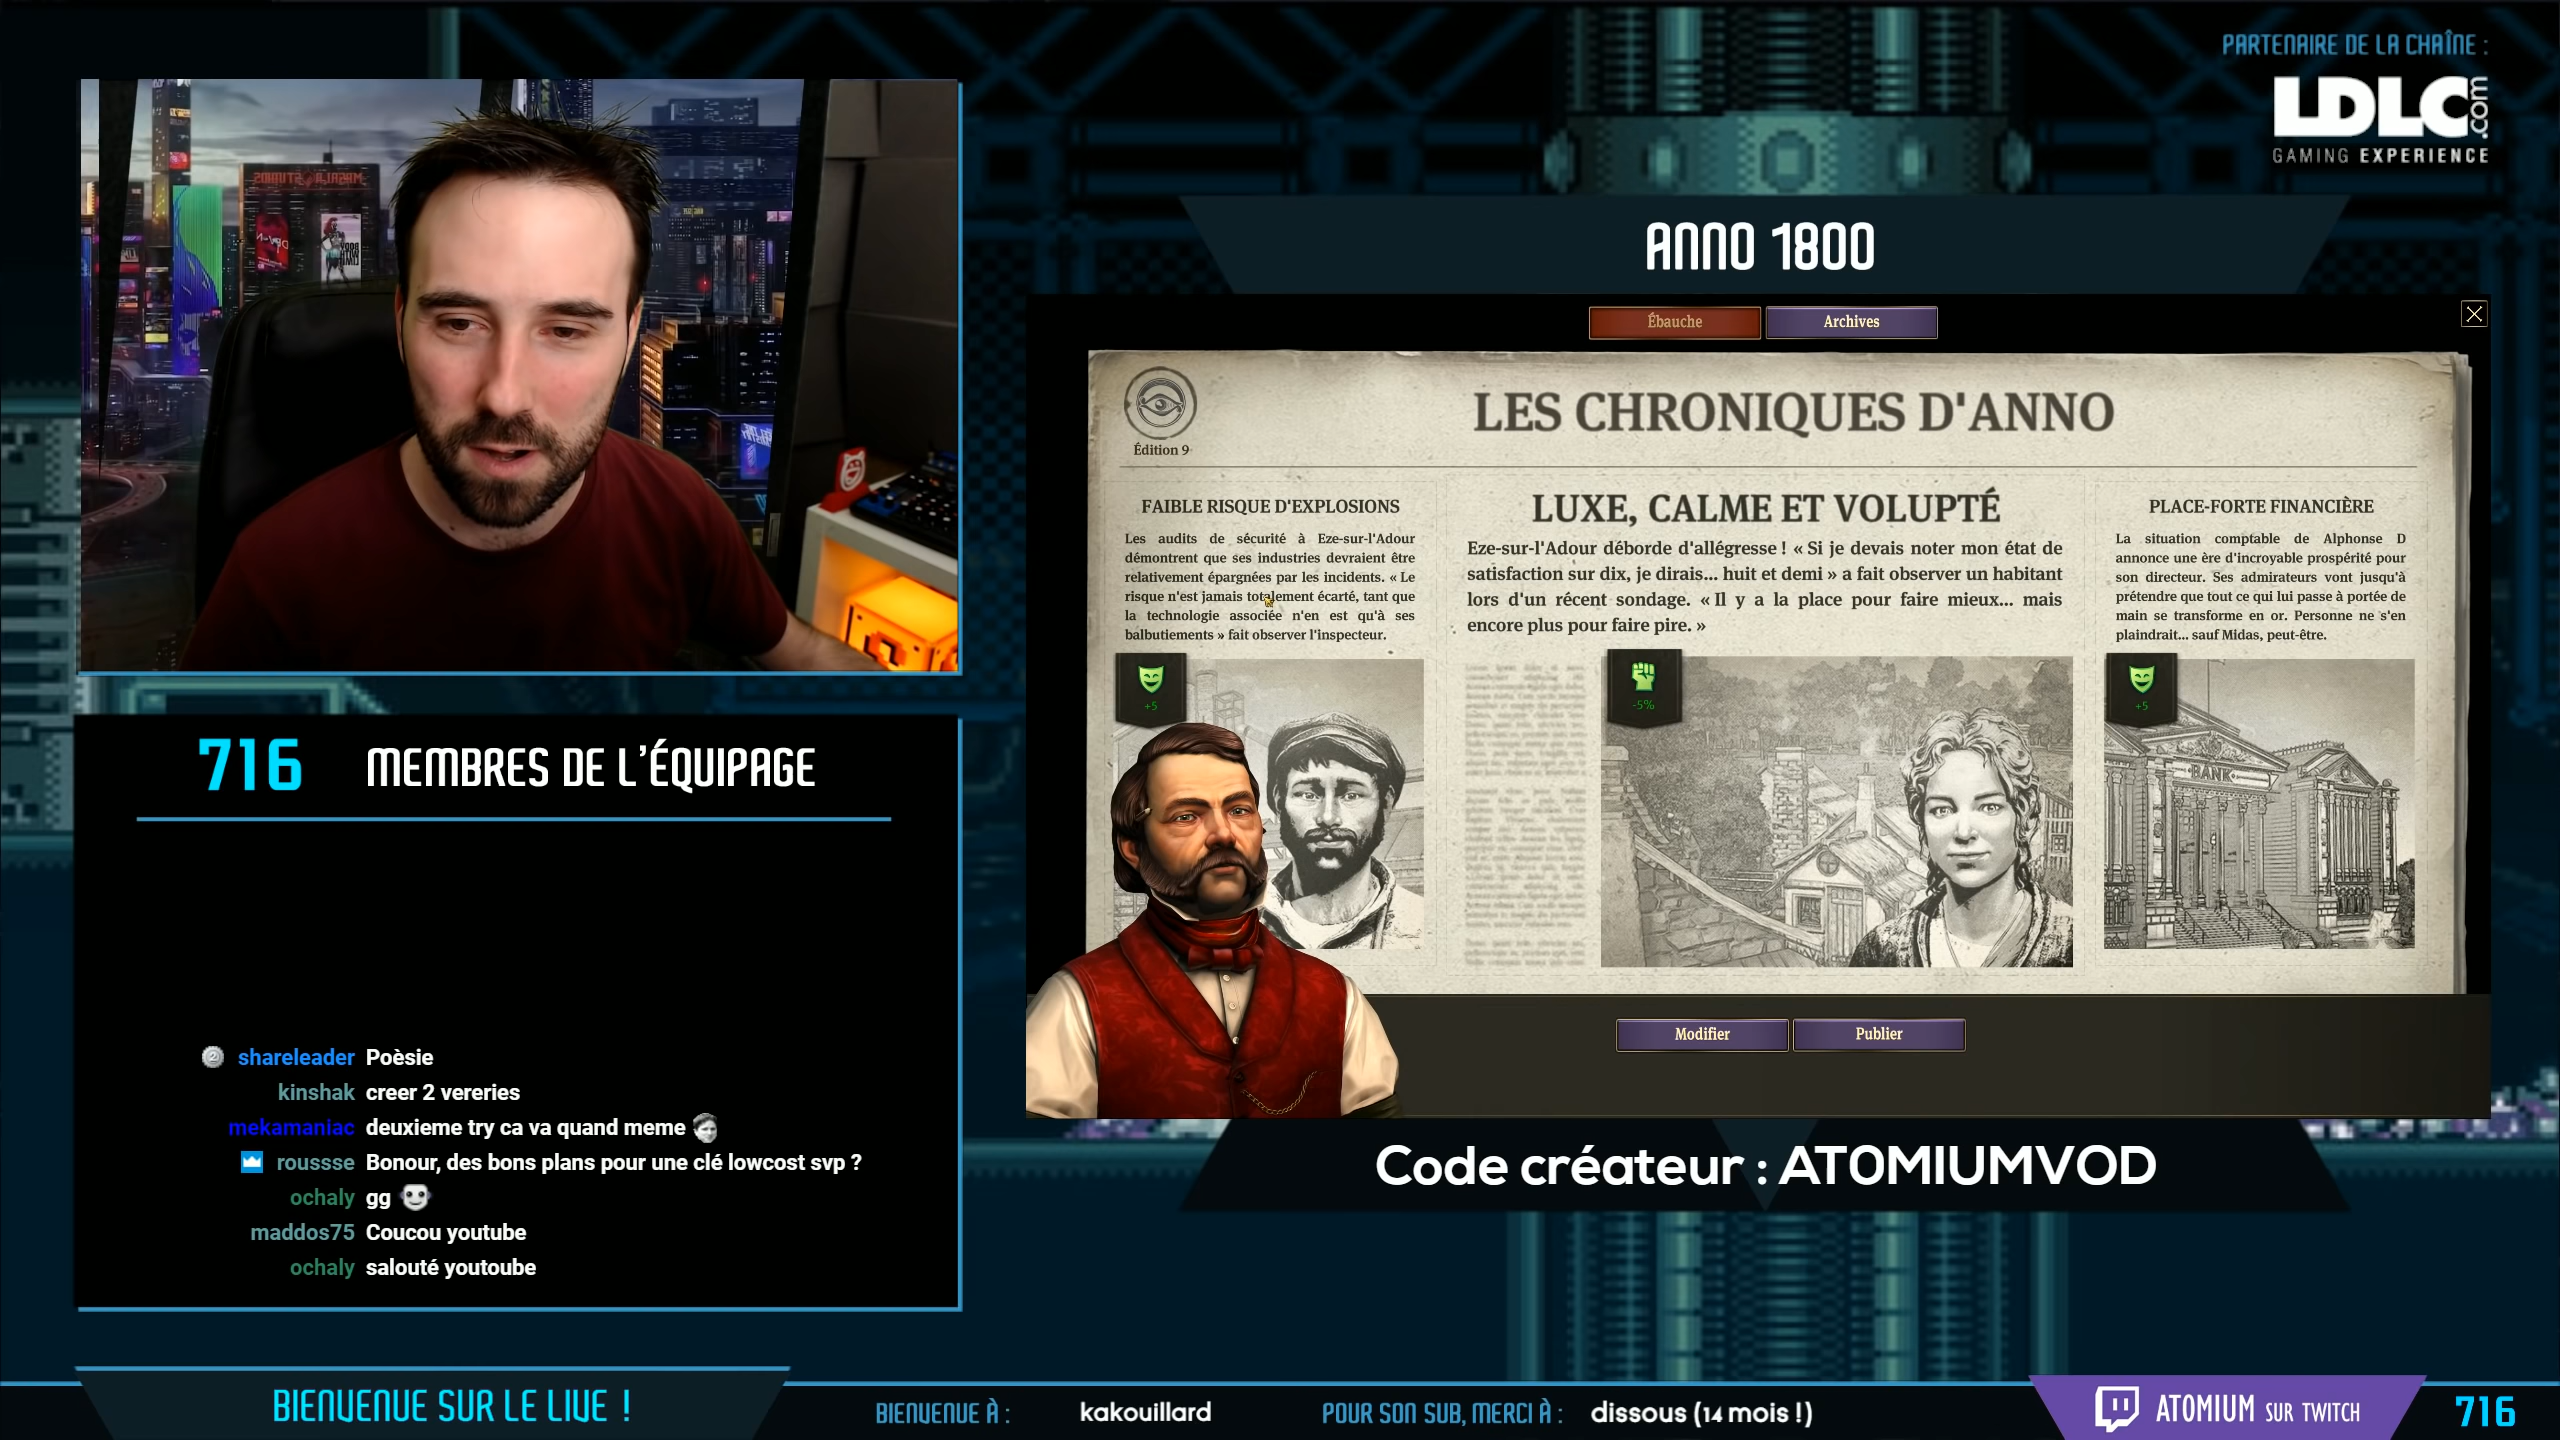 PARTENAIRE DE LA CHAÎNE :
LDLC.com
GAMING EXPERIENCE
ANNO 1800
Ébauche
Archives
LES CHRONIQUES D'ANNO
Édition 9
FAIBLE RISQUE D'EXPLOSIONS
Les audits de sécurité à Eze-sur-l'Adour
démontrent que ses industries devraient être
relativement épargnées par les incidents. « Le
risque n'est jamais totalement écarté, tant que
la technologie associée n'en est qu'à ses
balbutiements » fait observer l'inspecteur.
+5
LUXE, CALME ET VOLUPTÉ
Eze-sur-l'Adour déborde d'allégresse ! « Si je devais noter mon état de
satisfaction sur dix, je dirais... huit et demi » a fait observer un habitant
lors d'un récent sondage. « Il y a la place pour faire mieux... mais
encore plus pour faire pire. »
-5%
PLACE-FORTE FINANCIÈRE
La situation comptable de Alphonse D
annonce une ère d'incroyable prospérité pour
son directeur. Ses admirateurs vont jusqu'à
prétendre que tout ce qui lui passe à portée de
main se transforme en or. Personne ne s'en
plaindrait... sauf Midas, peut-être.
+5
BANK
Modifier
Publier
716 MEMBRES DE L'ÉQUIPAGE
2 shareleader Poèsie
kinshak creer 2 vereries
mekamaniac deuxieme try ca va quand meme
roussse Bonour, des bons plans pour une clé lowcost svp ?
ochaly gg
maddos75 Coucou youtube
ochaly salouté youtoube
Code créateur : ATOMIUMVOD
BIENVENUE SUR LE LIVE !
BIENVENUE À : kakouillard
POUR SON SUB, MERCI À : dissous (14 mois !)
ATOMIUM SUR TWITCH
716